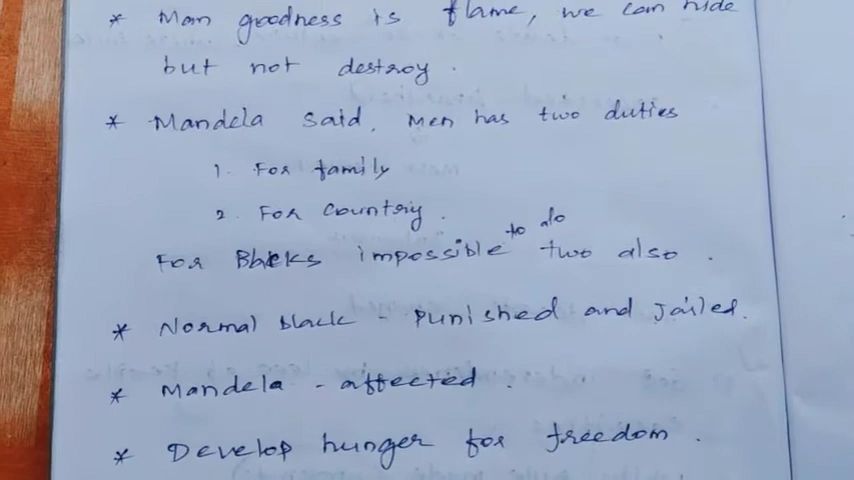 * Man goodness is flame, we can hide
but not destroy.
* Mandela said, Men has two duties
1. For family
2. For country.
For Blacks impossible to do two also.
* Normal black - punished and Jailed.
* Mandela - affected.
* Develop hunger for freedom.